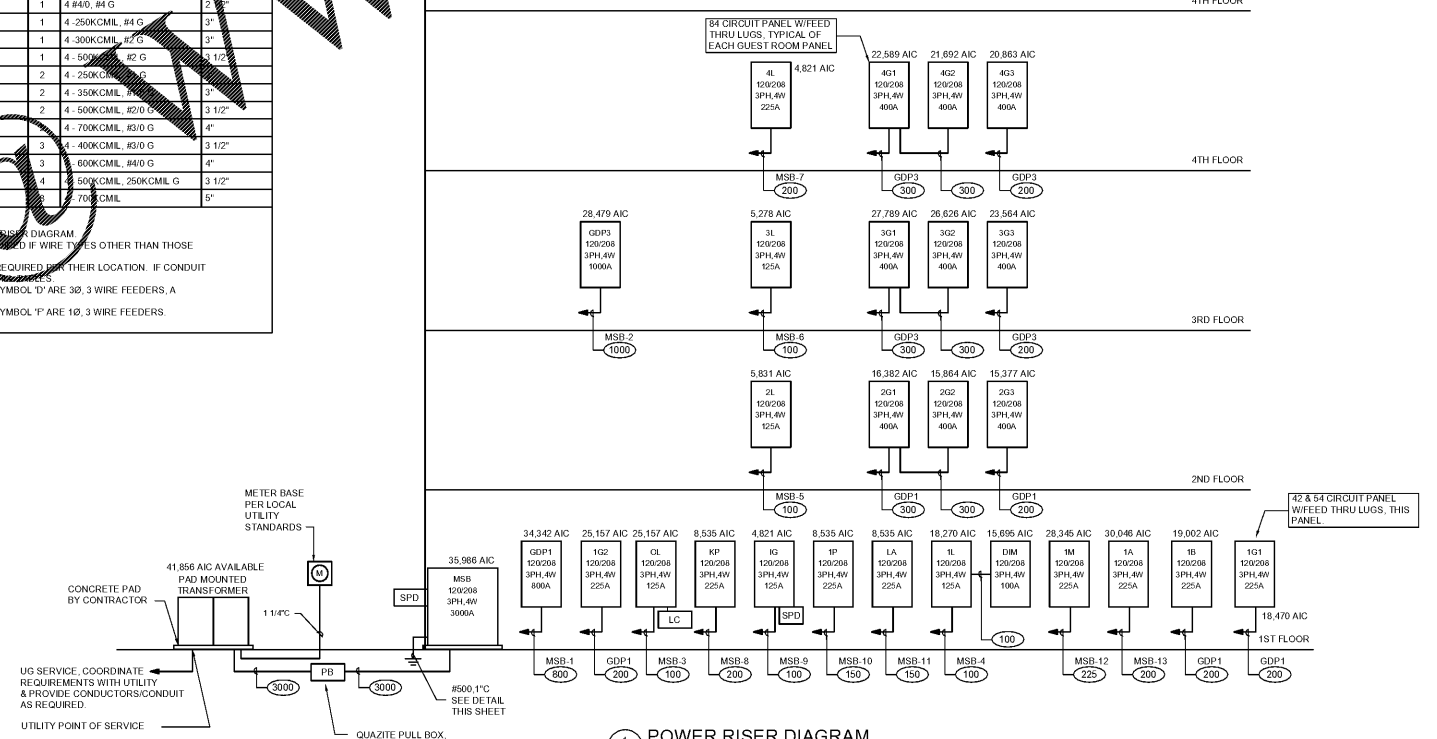 1 4 #4/0, #4 G
1 4 -250KCMIL, #4 G 3"
1 4 -300KCMIL, #2 G 3"
1 4 - 500 #2 G 3 1/2"
2 4 - 250KCMIL G
2 4 - 350KCMIL, 3"
2 4 - 500KCMIL, #2/0 G 3 1/2"
4 - 700KCMIL, #3/0 G 4"
3 4 - 400KCMIL, #3/0 G 3 1/2"
3 - 600KCMIL, #4/0 G 4"
4 500KCMIL, 250KCMIL G 3 1/2"
700KCMIL 5"
DIAGRAM.
IF WIRE TYPES OTHER THAN THOSE
THEIR LOCATION. IF CONDUIT
YMBOL 'D' ARE 3Ø, 3 WIRE FEEDERS, A
YMBOL 'F' ARE 1Ø, 3 WIRE FEEDERS.
84 CIRCUIT PANEL W/FEED
THRU LUGS, TYPICAL OF
EACH GUEST ROOM PANEL
4,821 AIC
4L
120/208
3PH,4W
225A
22,589 AIC
4G1
120/208
3PH,4W
400A
21,692 AIC
4G2
120/208
3PH,4W
400A
20,863 AIC
4G3
120/208
3PH,4W
400A
4TH FLOOR
MSB-7
200
GDP3
300
300
GDP3
200
28,479 AIC
GDP3
120/208
3PH,4W
1000A
5,278 AIC
3L
120/208
3PH,4W
125A
27,789 AIC
3G1
120/208
3PH,4W
400A
26,626 AIC
3G2
120/208
3PH,4W
400A
23,564 AIC
3G3
120/208
3PH,4W
400A
3RD FLOOR
MSB-2
1000
MSB-6
100
GDP3
300
300
GDP3
200
5,831 AIC
2L
120/208
3PH,4W
125A
16,382 AIC
2G1
120/208
3PH,4W
400A
15,864 AIC
2G2
120/208
3PH,4W
400A
15,377 AIC
2G3
120/208
3PH,4W
400A
2ND FLOOR
MSB-5
100
GDP1
300
300
GDP1
200
42 & 54 CIRCUIT PANEL
W/FEED THRU LUGS, THIS
PANEL.
METER BASE
PER LOCAL
UTILITY
STANDARDS
M
41,856 AIC AVAILABLE
PAD MOUNTED
TRANSFORMER
CONCRETE PAD
BY CONTRACTOR
1 1/4"C
SPD
35,986 AIC
MSB
120/208
3PH,4W
3000A
34,342 AIC
GDP1
120/208
3PH,4W
800A
25,157 AIC
1G2
120/208
3PH,4W
225A
25,157 AIC
OL
120/208
3PH,4W
125A
LC
8,535 AIC
KP
120/208
3PH,4W
225A
4,821 AIC
IG
120/208
3PH,4W
125A
SPD
8,535 AIC
1P
120/208
3PH,4W
225A
8,535 AIC
LA
120/208
3PH,4W
225A
18,270 AIC
1L
120/208
3PH,4W
125A
15,695 AIC
DIM
120/208
3PH,4W
100A
100
28,345 AIC
1M
120/208
3PH,4W
225A
30,046 AIC
1A
120/208
3PH,4W
225A
19,002 AIC
1B
120/208
3PH,4W
225A
1G1
120/208
3PH,4W
225A
18,470 AIC
1ST FLOOR
MSB-1
800
GDP1
200
MSB-3
100
MSB-8
200
MSB-9
100
MSB-10
150
MSB-11
150
MSB-4
100
MSB-12
225
MSB-13
200
GDP1
200
GDP1
200
UG SERVICE, COORDINATE
REQUIREMENTS WITH UTILITY
& PROVIDE CONDUCTORS/CONDUIT
AS REQUIRED.
UTILITY POINT OF SERVICE
3000
PB
3000
#500,1"C
SEE DETAIL
THIS SHEET
QUAZITE PULL BOX,
POWER RISER DIAGRAM